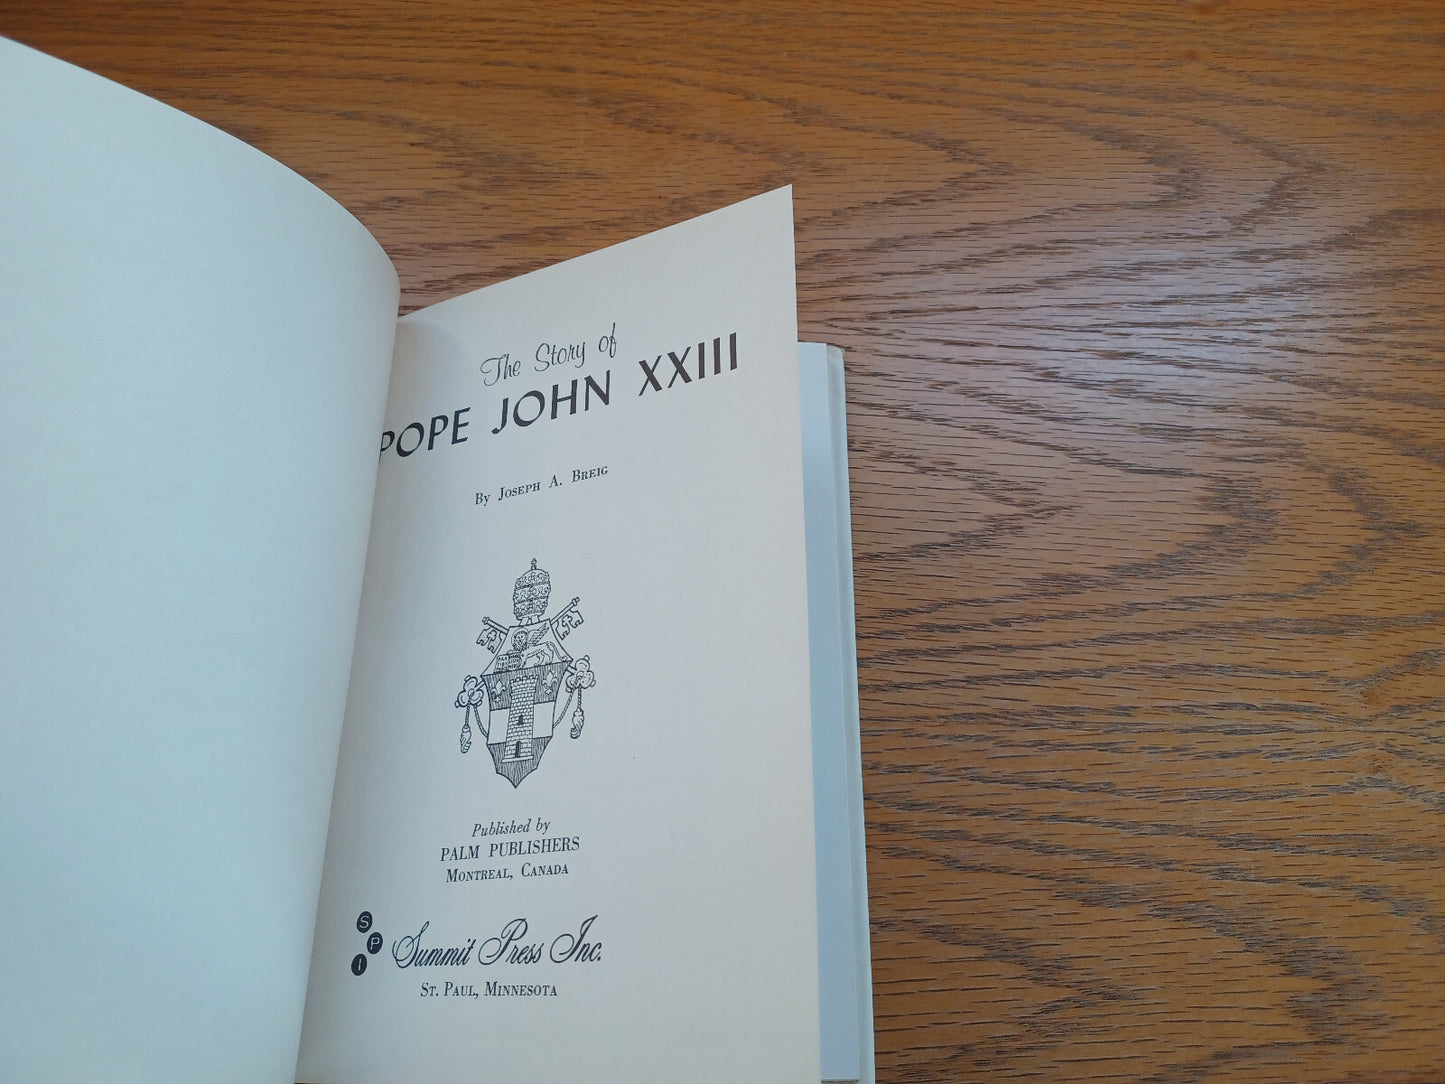 The Story of
POPE JOHN XXIII
By Joseph A. Breig
Published by
PALM PUBLISHERS
Montreal, Canada
S
P
I
Summit Press Inc.
St. Paul, Minnesota